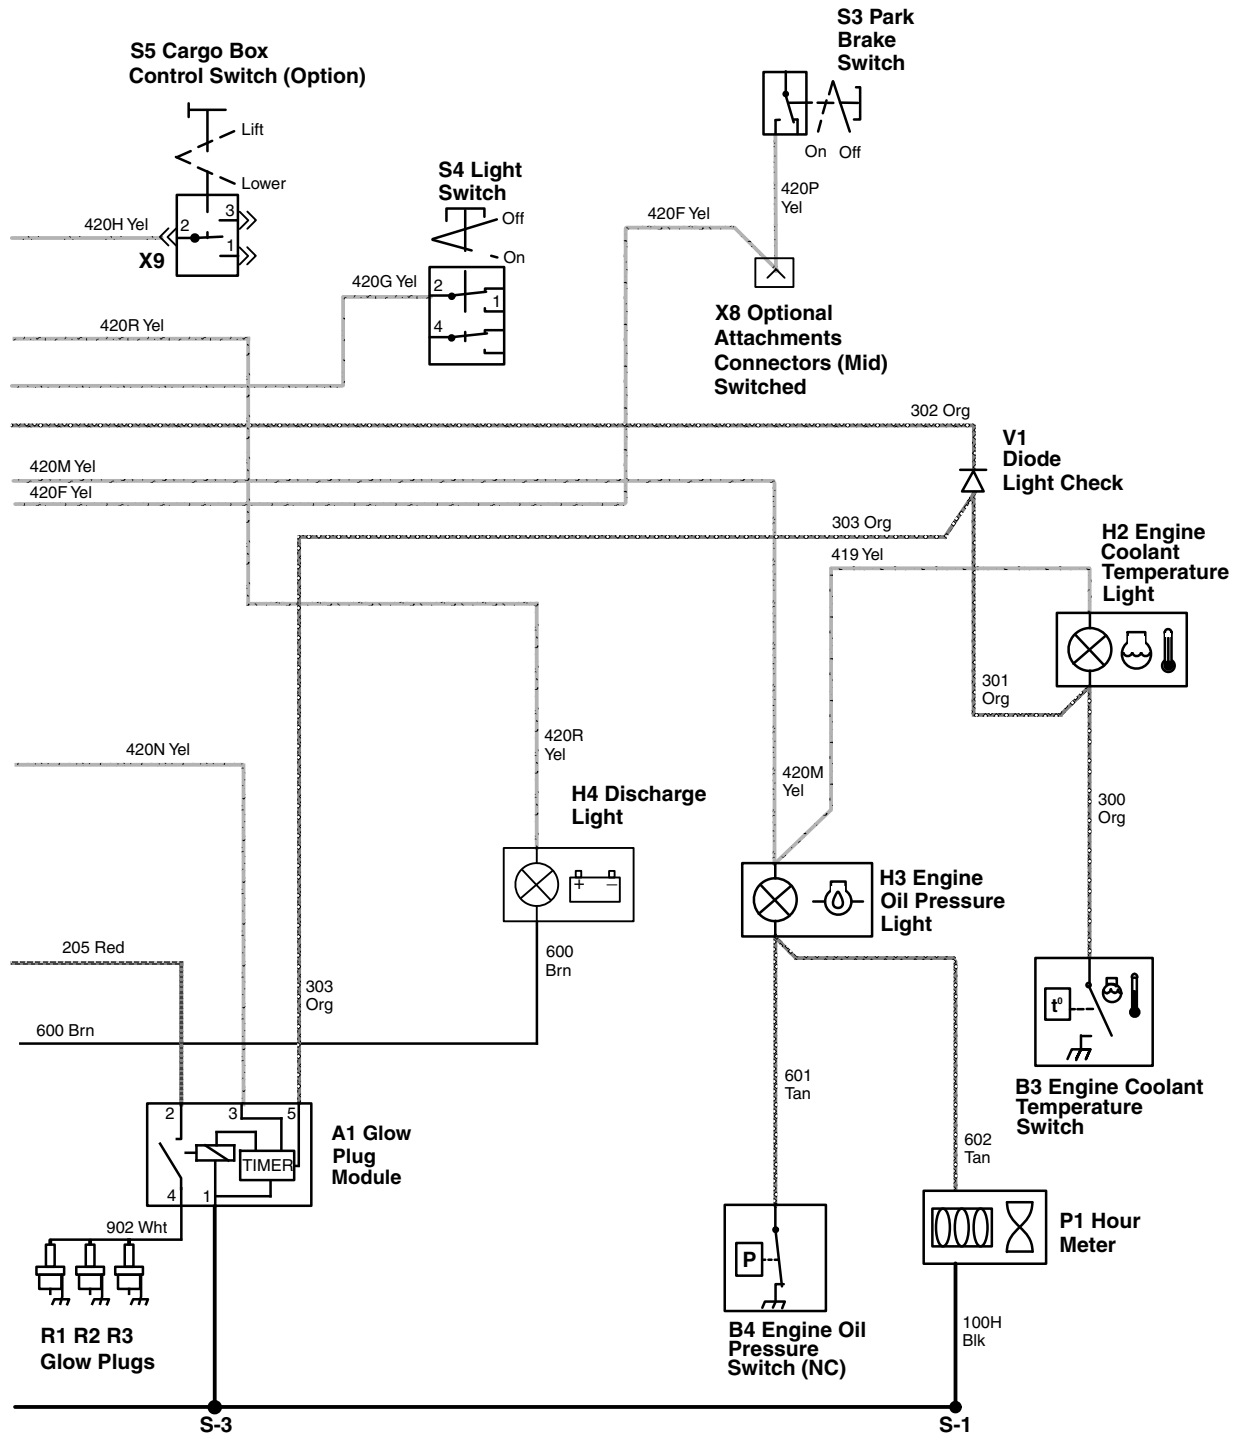 S3 Park
Brake
Switch
S5 Cargo Box
Control Switch (Option)
Lift
Lower
On Off
S4 Light
Switch
Off
On
420P
Yel
420F Yel
420H Yel
2
3
1
X9
420G Yel
2
1
4
X8 Optional
Attachments
Connectors (Mid)
Switched
420R Yel
302 Org
V1
Diode
Light Check
420M Yel
420F Yel
303 Org
419 Yel
H2 Engine
Coolant
Temperature
Light
301
Org
420R
Yel
420N Yel
420M
Yel
300
Org
H4 Discharge
Light
+ −
H3 Engine
Oil Pressure
Light
205 Red
600
Brn
303
Org
600 Brn
t⁰
B3 Engine Coolant
Temperature
Switch
601
Tan
602
Tan
2 3 5
TIMER
4 1
A1 Glow
Plug
Module
902 Wht
P
P1 Hour
Meter
R1 R2 R3
Glow Plugs
B4 Engine Oil
Pressure
Switch (NC)
100H
Blk
S-3
S-1